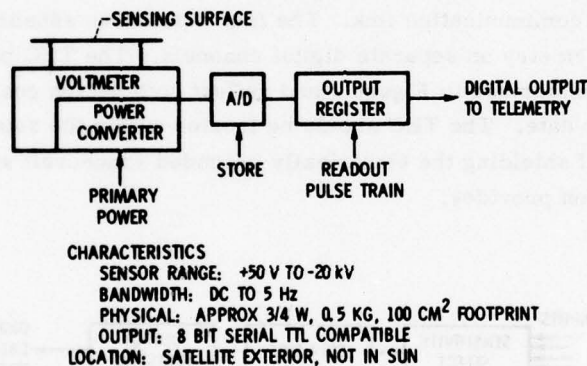 SENSING SURFACE
VOLTMETER
POWER
CONVERTER
A/D
OUTPUT
REGISTER
DIGITAL OUTPUT
TO TELEMETRY
PRIMARY
POWER
STORE
READOUT
PULSE TRAIN
CHARACTERISTICS
SENSOR RANGE: +50 V TO -20 kV
BANDWIDTH: DC TO 5 Hz
PHYSICAL: APPROX 3/4 W, 0.5 KG, 100 CM² FOOTPRINT
OUTPUT: 8 BIT SERIAL TTL COMPATIBLE
LOCATION: SATELLITE EXTERIOR, NOT IN SUN